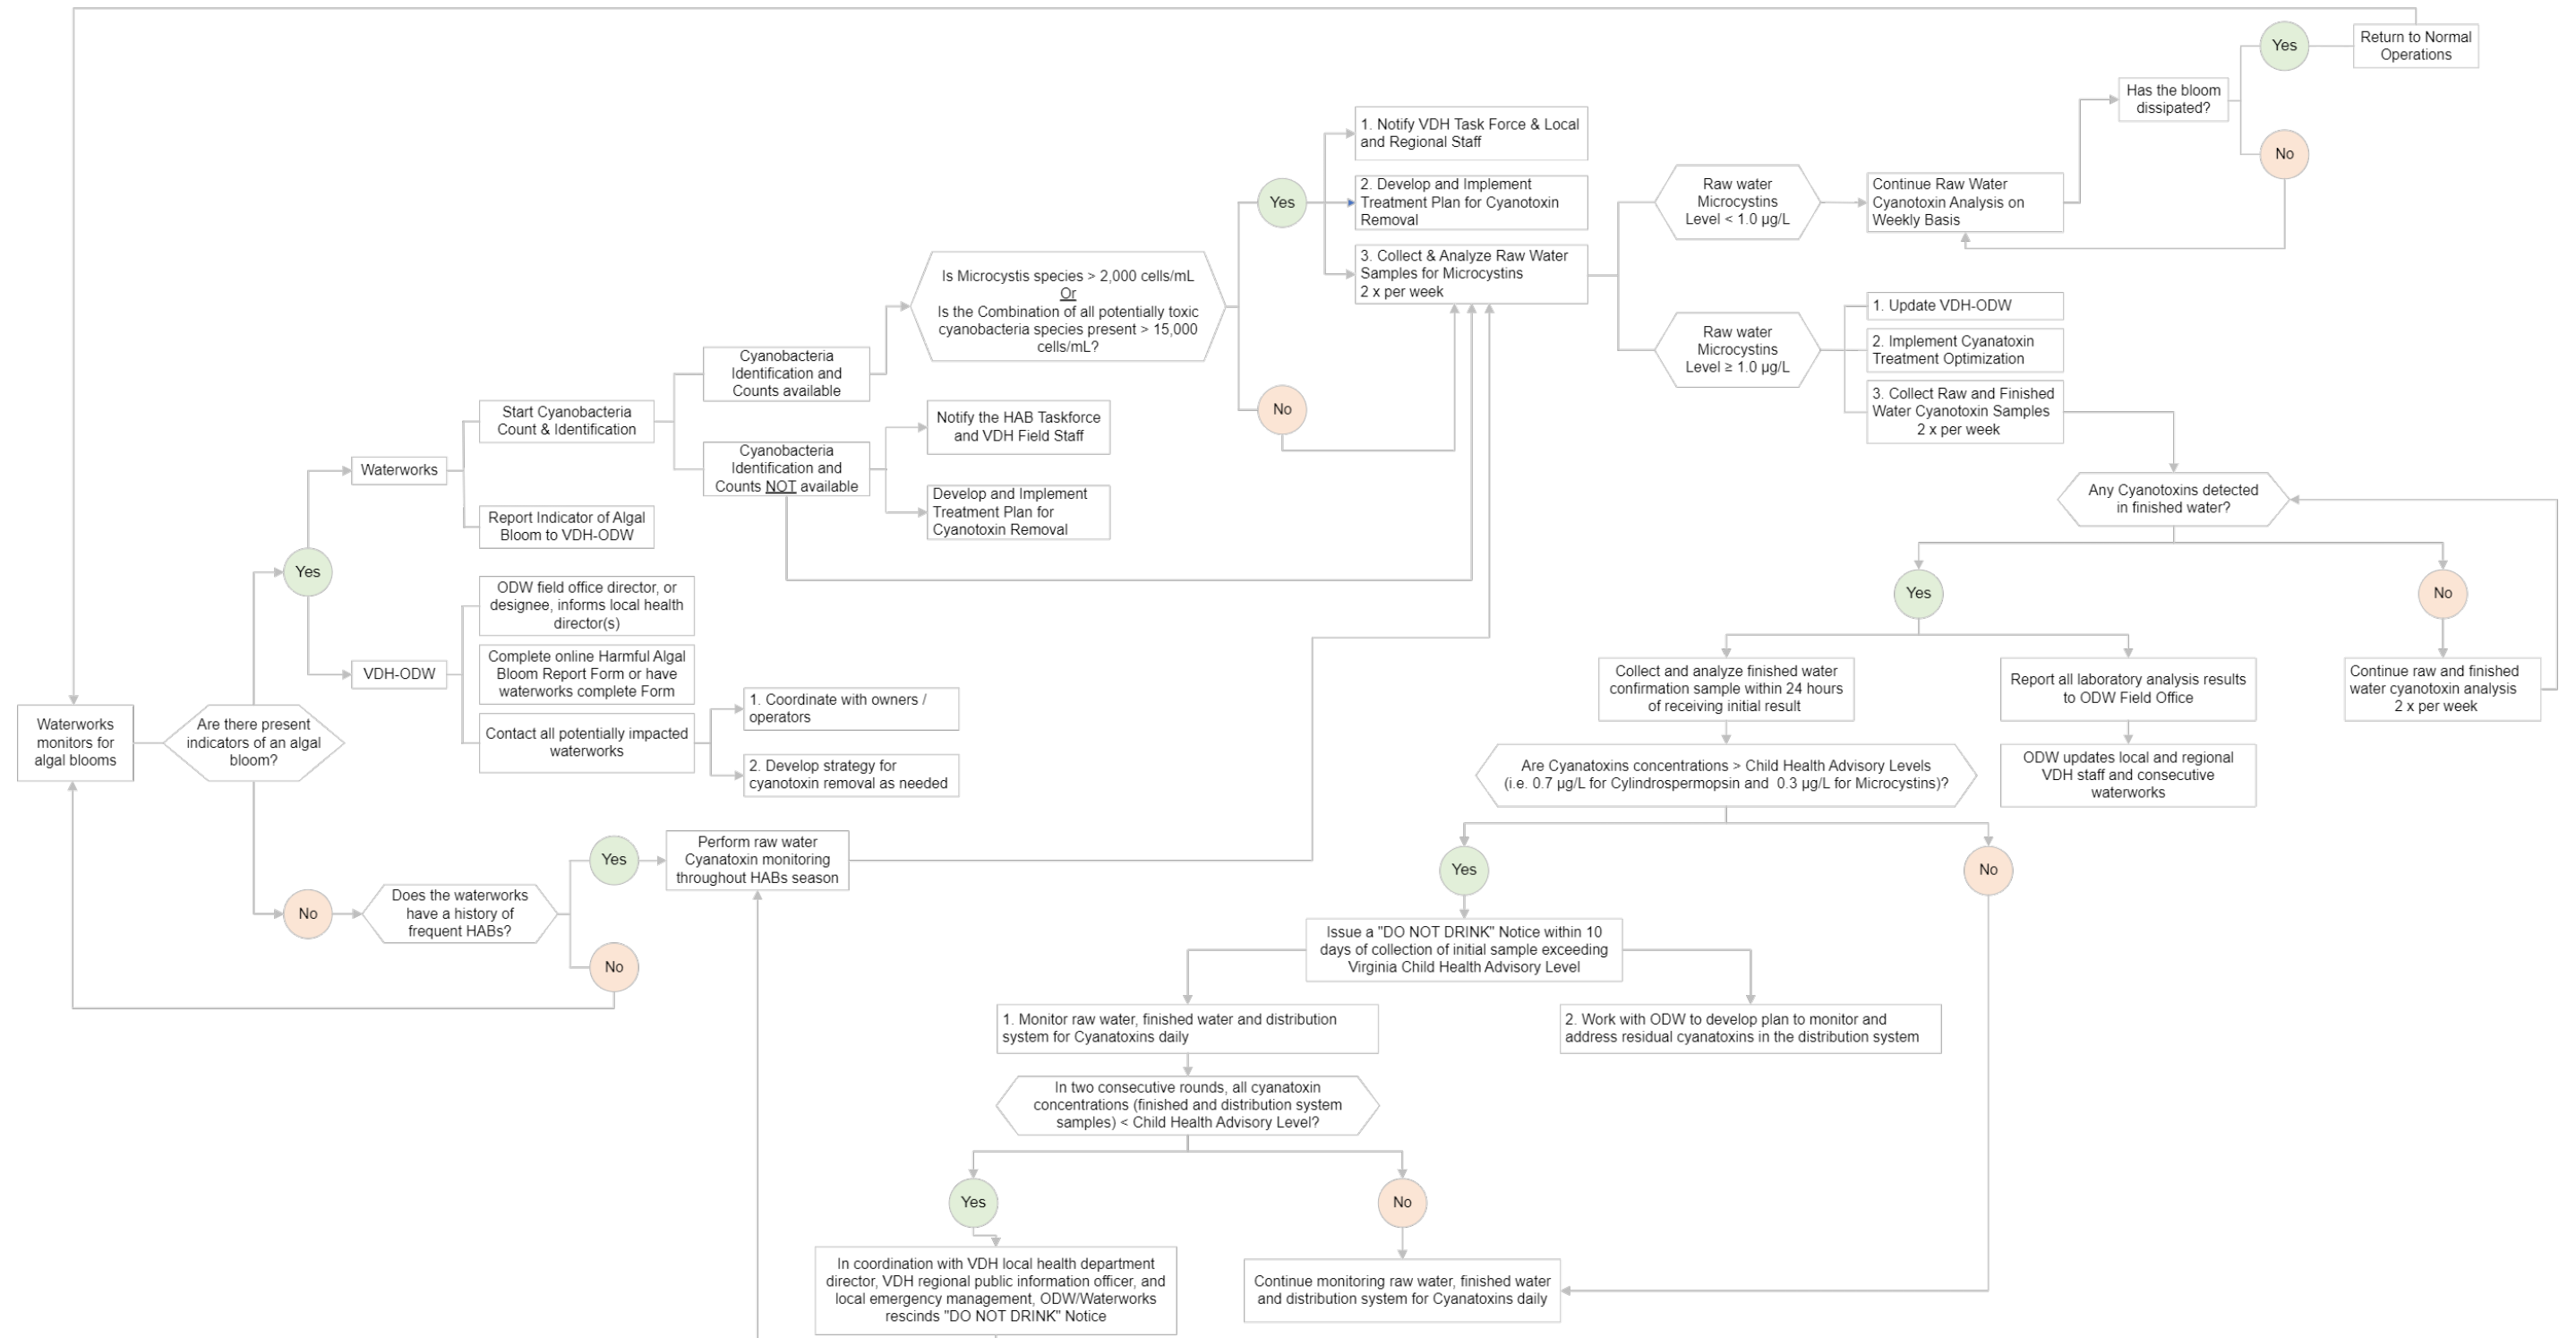 Yes
Return to Normal
Operations
Has the bloom
dissipated?
No
1. Notify VDH Task Force & Local
and Regional Staff
Yes
2. Develop and Implement
Treatment Plan for Cyanotoxin
Removal
3. Collect & Analyze Raw Water
Samples for Microcystins
2 x per week
Raw water
Microcystins
Level < 1.0 µg/L
Continue Raw Water
Cyanotoxin Analysis on
Weekly Basis
Is Microcystis species > 2,000 cells/mL
Or
Is the Combination of all potentially toxic
cyanobacteria species present > 15,000
cells/mL?
Raw water
Microcystins
Level ≥ 1.0 µg/L
1. Update VDH-ODW
2. Implement Cyanatoxin
Treatment Optimization
3. Collect Raw and Finished
Water Cyanotoxin Samples
2 x per week
Cyanobacteria
Identification and
Counts available
No
Start Cyanobacteria
Count & Identification
Notify the HAB Taskforce
and VDH Field Staff
Cyanobacteria
Identification and
Counts NOT available
Waterworks
Develop and Implement
Treatment Plan for
Cyanotoxin Removal
Report Indicator of Algal
Bloom to VDH-ODW
Any Cyanotoxins detected
in finished water?
Yes
ODW field office director, or
designee, informs local health
director(s)
Yes
No
VDH-ODW
Complete online Harmful Algal
Bloom Report Form or have
waterworks complete Form
Collect and analyze finished water
confirmation sample within 24 hours
of receiving initial result
Report all laboratory analysis results
to ODW Field Office
Continue raw and finished
water cyanotoxin analysis
2 x per week
Waterworks
monitors for
algal blooms
Are there present
indicators of an algal
bloom?
Contact all potentially impacted
waterworks
1. Coordinate with owners /
operators
2. Develop strategy for
cyanotoxin removal as needed
Are Cyanatoxins concentrations > Child Health Advisory Levels
(i.e. 0.7 µg/L for Cylindrospermopsin and 0.3 µg/L for Microcystins)?
ODW updates local and regional
VDH staff and consecutive
waterworks
Yes
Perform raw water
Cyanatoxin monitoring
throughout HABs season
Yes
No
No
Does the waterworks
have a history of
frequent HABs?
No
Issue a "DO NOT DRINK" Notice within 10
days of collection of initial sample exceeding
Virginia Child Health Advisory Level
1. Monitor raw water, finished water and distribution
system for Cyanatoxins daily
2. Work with ODW to develop plan to monitor and
address residual cyanatoxins in the distribution system
In two consecutive rounds, all cyanatoxin
concentrations (finished and distribution system
samples) < Child Health Advisory Level?
Yes
No
In coordination with VDH local health department
director, VDH regional public information officer, and
local emergency management, ODW/Waterworks
rescinds "DO NOT DRINK" Notice
Continue monitoring raw water, finished water
and distribution system for Cyanatoxins daily